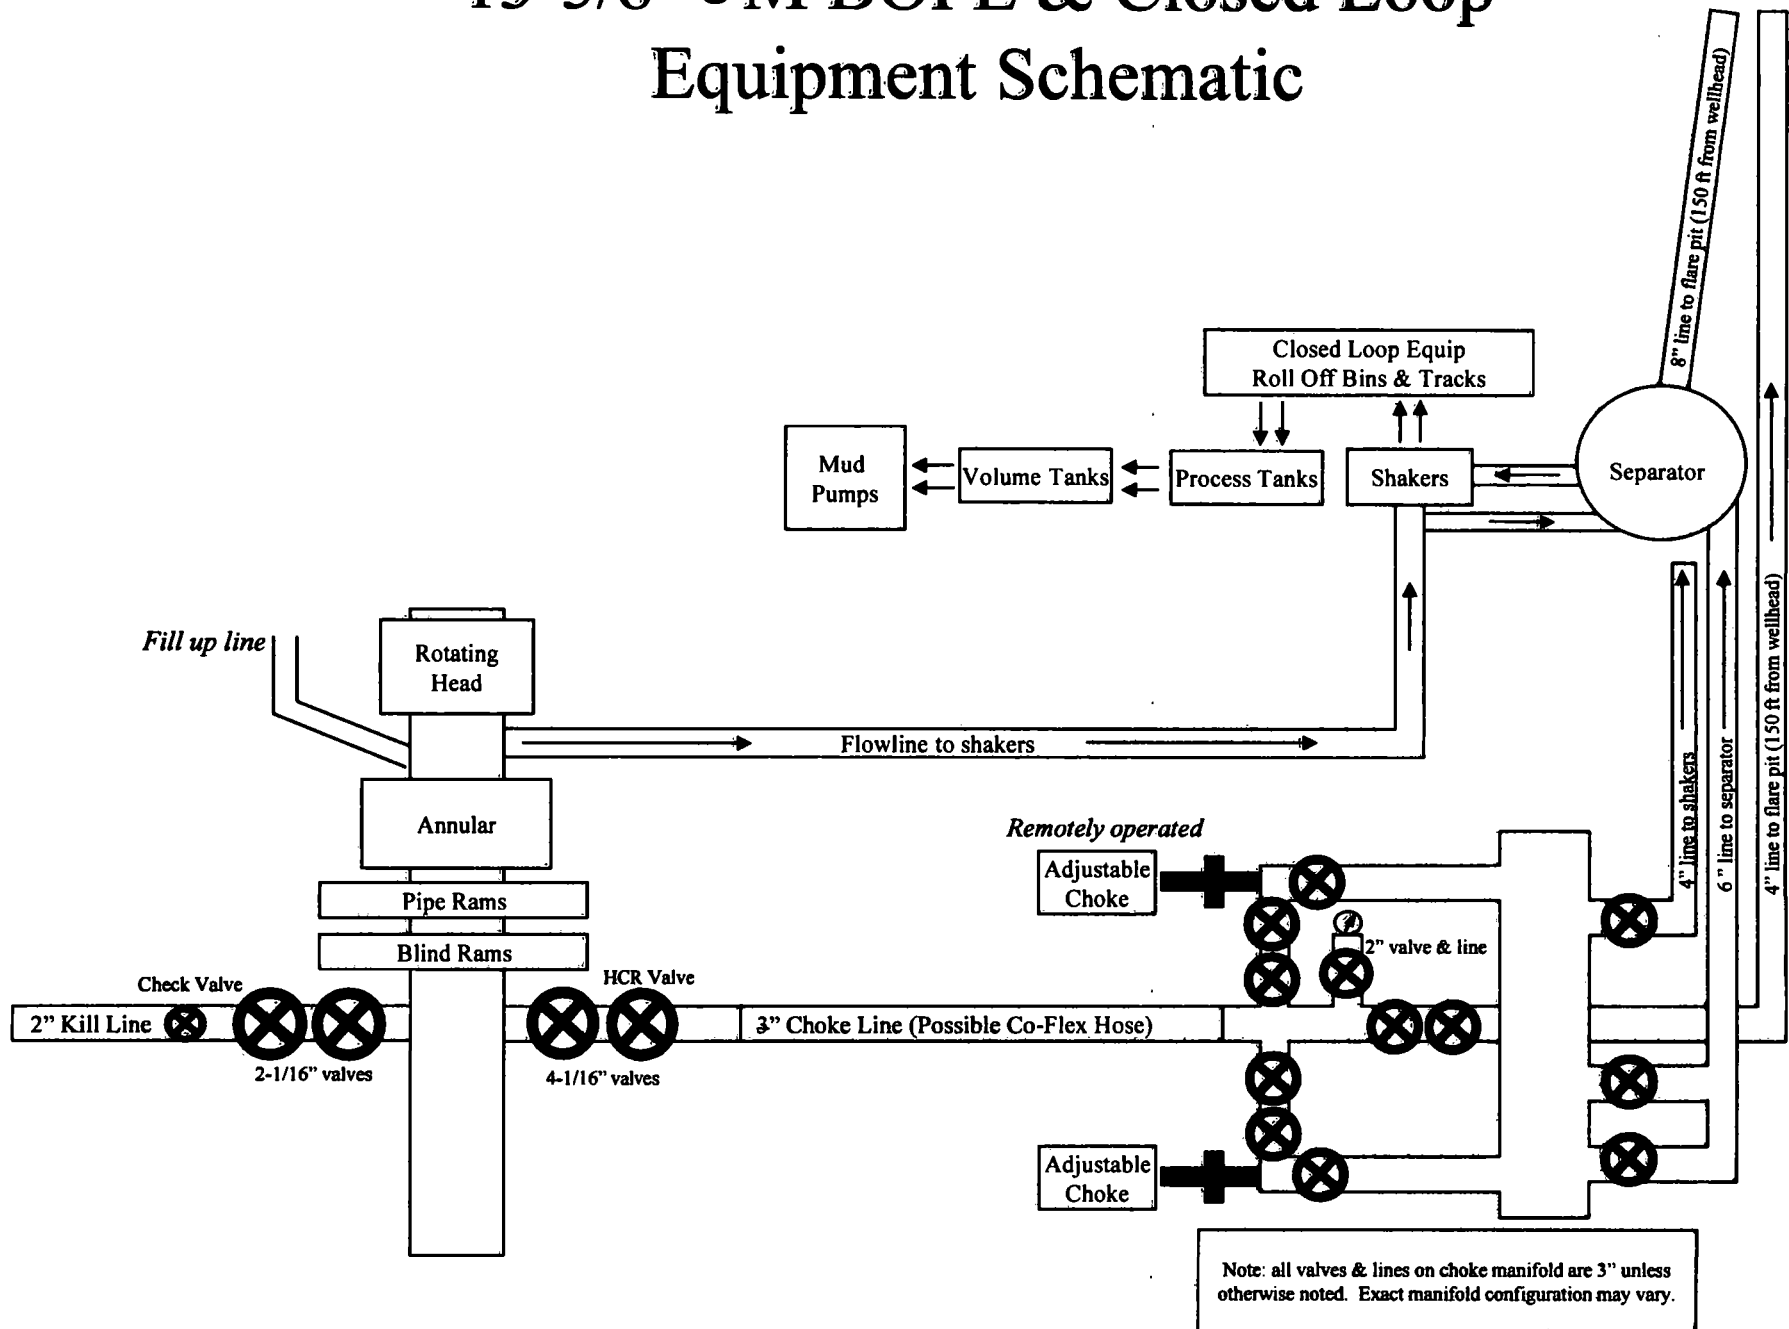 BOPE & Closed Loop
Equipment Schematic
8” line to flare pit (150 ft from wellhead)
Closed Loop Equip
Roll Off Bins & Tracks
Mud
Pumps
Volume Tanks
Process Tanks
Shakers
Separator
Fill up line
Rotating
Head
Flowline to shakers
Annular
Pipe Rams
Blind Rams
Remotely operated
Adjustable
Choke
2” valve & line
4” line to shakers
6” line to separator
4” line to flare pit (150 ft from wellhead)
Check Valve
HCR Valve
2” Kill Line
3” Choke Line (Possible Co-Flex Hose)
2-1/16” valves
4-1/16” valves
Adjustable
Choke
Note: all valves & lines on choke manifold are 3” unless
otherwise noted. Exact manifold configuration may vary.